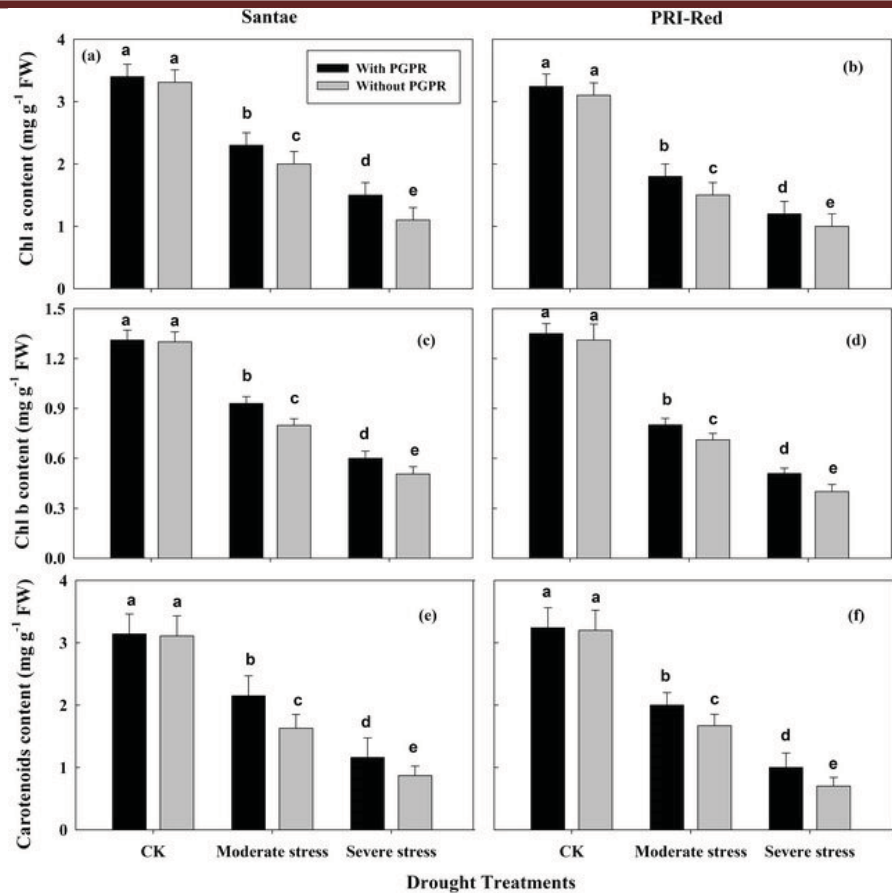 Santae
PRI-Red
Chl a content (mg g-1 FW)
4
3
2
1
0
(a)
a
a
b
c
d
e
With PGPR
Without PGPR
(b)
a
a
b
c
d
e
Chl b content (mg g-1 FW)
1.5
1.2
0.9
0.6
0.3
0.0
(c)
a
a
b
c
d
e
(d)
a
a
b
c
d
e
Carotenoids content (mg g-1 FW)
4
3
2
1
0
(e)
a
a
b
c
d
e
(f)
a
a
b
c
d
e
CK
Moderate stress
Severe stress
CK
Moderate stress
Severe stress
Drought Treatments